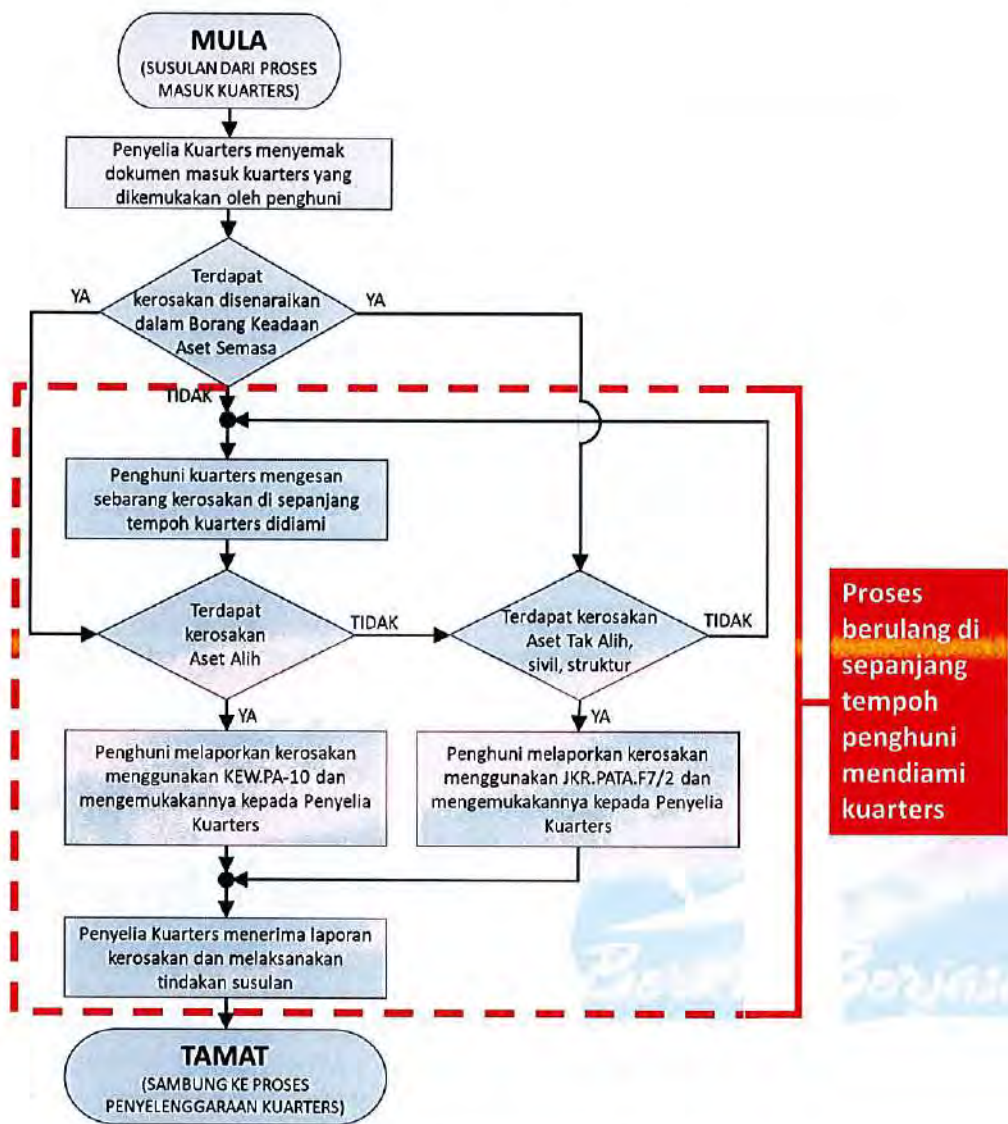 MULA
(SUSULAN DARI PROSES
MASUK KUARTERS)
Penyelia Kuarters menyemak
dokumen masuk kuarters yang
dikemukakan oleh penghuni
YA
Terdapat
kerosakan disenaraikan
dalam Borang Keadaan
Aset Semasa
YA
TIDAK
Penghuni kuarters mengesan
sebarang kerosakan di sepanjang
tempoh kuarters didiami
Terdapat
kerosakan
Aset Alih
TIDAK
Terdapat kerosakan
Aset Tak Alih,
sivil, struktur
TIDAK
YA
YA
Penghuni melaporkan kerosakan
menggunakan KEW.PA-10 dan
mengemukakannya kepada Penyelia
Kuarters
Penghuni melaporkan kerosakan
menggunakan JKR.PATA.F7/2 dan
mengemukakannya kepada Penyelia
Kuarters
Penyelia Kuarters menerima laporan
kerosakan dan melaksanakan
tindakan susulan
TAMAT
(SAMBUNG KE PROSES
PENYELENGGARAAN KUARTERS)
Proses
berulang di
sepanjang
tempoh
penghuni
mendiami
kuarters